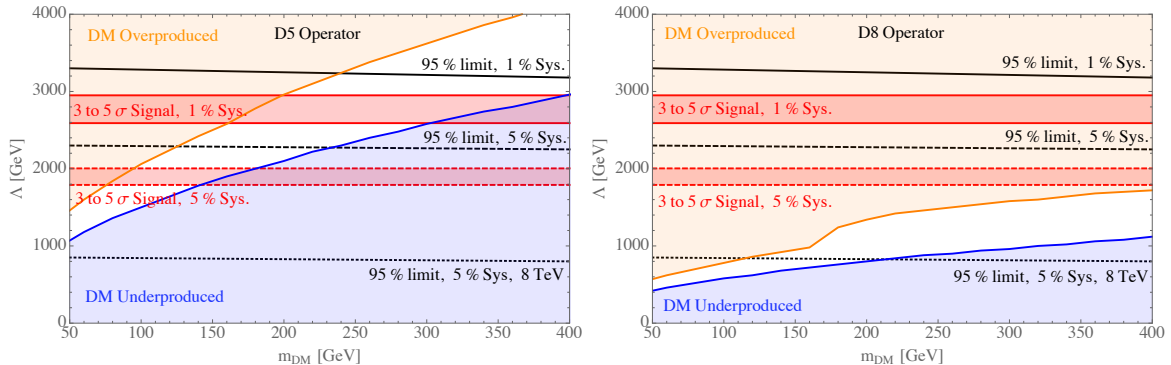 DM Overproduced
D5 Operator
95 % limit, 1 % Sys.
3 to 5 σ Signal, 1 % Sys.
95 % limit, 5 % Sys.
3 to 5 σ Signal, 5 % Sys.
95 % limit, 5 % Sys, 8 TeV
DM Underproduced
4000
3000
2000
1000
0
Λ [GeV]
50 100 150 200 250 300 350 400
mDM [GeV]
DM Overproduced
D8 Operator
95 % limit, 1 % Sys.
3 to 5 σ Signal, 1 % Sys.
95 % limit, 5 % Sys.
3 to 5 σ Signal, 5 % Sys.
95 % limit, 5 % Sys, 8 TeV
DM Underproduced
4000
3000
2000
1000
0
Λ [GeV]
50 100 150 200 250 300 350 400
mDM [GeV]